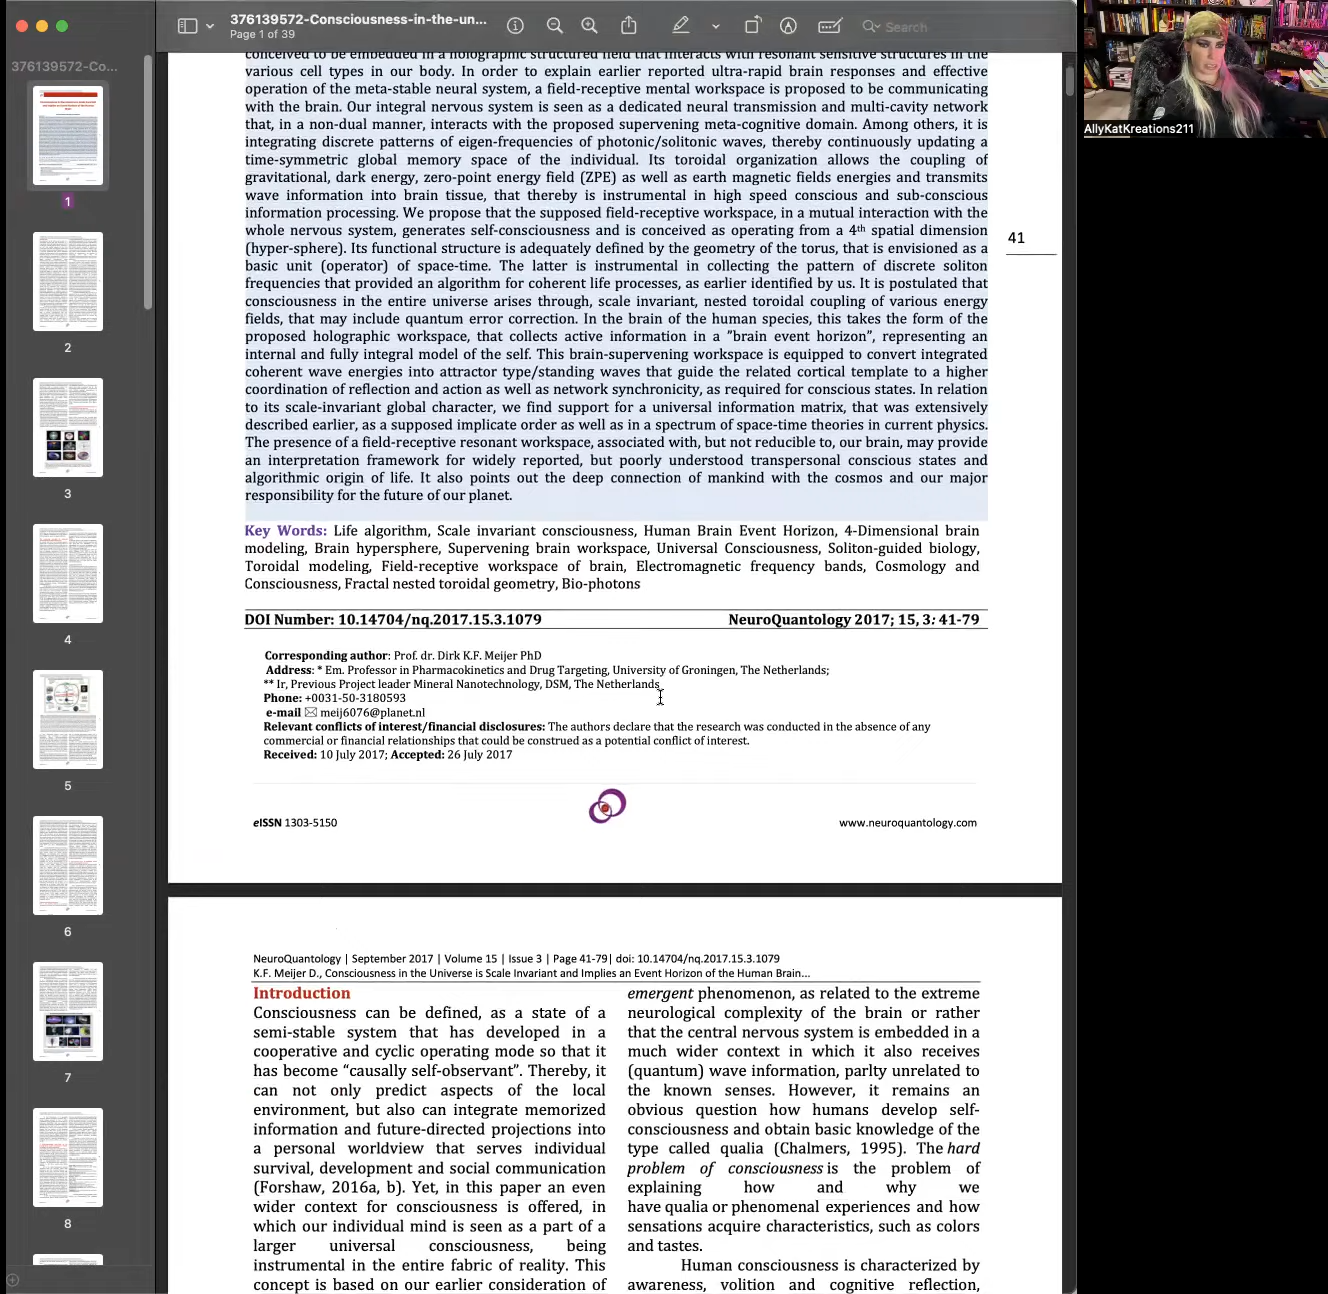 376139572-Consciousness-in-the-un...
Page 1 of 39
Search
376139572-Co...
AllyKatKreations211
1
2
3
4
5
6
7
8
conceived to be embedded in a holographic structured field that interacts with resonant sensitive structures in the
various cell types in our body. In order to explain earlier reported ultra-rapid brain responses and effective
operation of the meta-stable neural system, a field-receptive mental workspace is proposed to be communicating
with the brain. Our integral nervous system is seen as a dedicated neural transmission and multi-cavity network
that, in a non-dual manner, interacts with the proposed supervening meta-cognitive domain. Among others, it is
integrating discrete patterns of eigen-frequencies of photonic/solitonic waves, thereby continuously updating a
time-symmetric global memory space of the individual. Its toroidal organization allows the coupling of
gravitational, dark energy, zero-point energy field (ZPE) as well as earth magnetic fields energies and transmits
wave information into brain tissue, that thereby is instrumental in high speed conscious and sub-conscious
information processing. We propose that the supposed field-receptive workspace, in a mutual interaction with the
whole nervous system, generates self-consciousness and is conceived as operating from a 4th spatial dimension
(hyper-sphere). Its functional structure is adequately defined by the geometry of the torus, that is envisioned as a
basic unit (operator) of space-time. The latter is instrumental in collecting the pattern of discrete soliton
frequencies that provided an algorithm for coherent life processes, as earlier identified by us. It is postulated that
consciousness in the entire universe arises through, scale invariant, nested toroidal coupling of various energy
fields, that may include quantum error correction. In the brain of the human species, this takes the form of the
proposed holographic workspace, that collects active information in a ”brain event horizon”, representing an
internal and fully integral model of the self. This brain-supervening workspace is equipped to convert integrated
coherent wave energies into attractor type/standing waves that guide the related cortical template to a higher
coordination of reflection and action as well as network synchronicity, as required for conscious states. In relation
to its scale-invariant global character, we find support for a universal information matrix, that was extensively
described earlier, as a supposed implicate order as well as in a spectrum of space-time theories in current physics.
The presence of a field-receptive resonant workspace, associated with, but not reducible to, our brain, may provide
an interpretation framework for widely reported, but poorly understood transpersonal conscious states and
algorithmic origin of life. It also points out the deep connection of mankind with the cosmos and our major
responsibility for the future of our planet.
41
Key Words: Life algorithm, Scale invariant consciousness, Human Brain Event Horizon, 4-Dimensional brain
modeling, Brain hypersphere, Supervening brain workspace, Universal Consciousness, Soliton-guided biology,
Toroidal modeling, Field-receptive workspace of brain, Electromagnetic frequency bands, Cosmology and
Consciousness, Fractal nested toroidal geometry, Bio-photons
DOI Number: 10.14704/nq.2017.15.3.1079 NeuroQuantology 2017; 15, 3: 41-79
Corresponding author: Prof. dr. Dirk K.F. Meijer PhD
Address: * Em. Professor in Pharmacokinetics and Drug Targeting, University of Groningen, The Netherlands;
** Ir, Previous Project leader Mineral Nanotechnology, DSM, The Netherlands
Phone: +0031-50-3180593
e-mail ✉ meij6076@planet.nl
Relevant conflicts of interest/financial disclosures: The authors declare that the research was conducted in the absence of any
commercial or financial relationships that could be construed as a potential conflict of interest.
Received: 10 July 2017; Accepted: 26 July 2017
eISSN 1303-5150 www.neuroquantology.com
NeuroQuantology | September 2017 | Volume 15 | Issue 3 | Page 41-79| doi: 10.14704/nq.2017.15.3.1079
K.F. Meijer D., Consciousness in the Universe is Scale Invariant and Implies an Event Horizon of the Human Brain...
Introduction
Consciousness can be defined, as a state of a
semi-stable system that has developed in a
cooperative and cyclic operating mode so that it
has become “causally self-observant”. Thereby, it
can not only predict aspects of the local
environment, but also can integrate memorized
information and future-directed projections into
a personal worldview that serves individual
survival, development and social communication
(Forshaw, 2016a, b). Yet, in this paper an even
wider context for consciousness is offered, in
which our individual mind is seen as a part of a
larger universal consciousness, being
instrumental in the entire fabric of reality. This
concept is based on our earlier consideration of
emergent phenomenon, as related to the extreme
neurological complexity of the brain or rather
that the central nervous system is embedded in a
much wider context in which it also receives
(quantum) wave information, parlty unrelated to
the known senses. However, it remains an
obvious question how humans develop self-
consciousness and obtain basic knowledge of the
type called qualia (Chalmers, 1995). The hard
problem of consciousness is the problem of
explaining how and why we
have qualia or phenomenal experiences and how
sensations acquire characteristics, such as colors
and tastes.
Human consciousness is characterized by
awareness, volition and cognitive reflection,